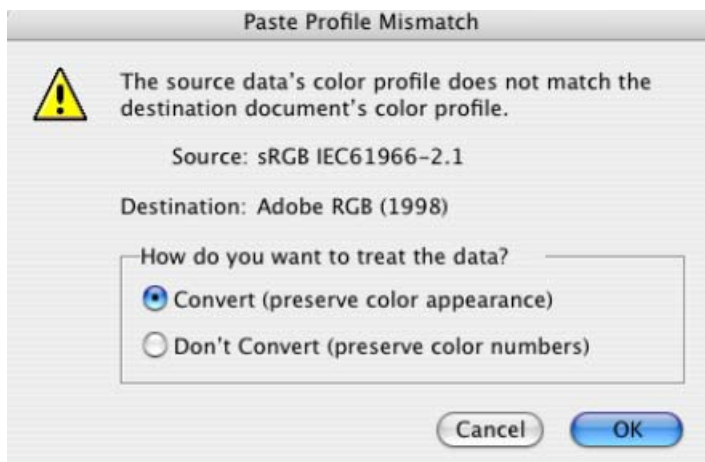 Paste Profile Mismatch
The source data's color profile does not match the
destination document's color profile.
Source: sRGB IEC61966-2.1
Destination: Adobe RGB (1998)
How do you want to treat the data?
Convert (preserve color appearance)
Don't Convert (preserve color numbers)
Cancel OK